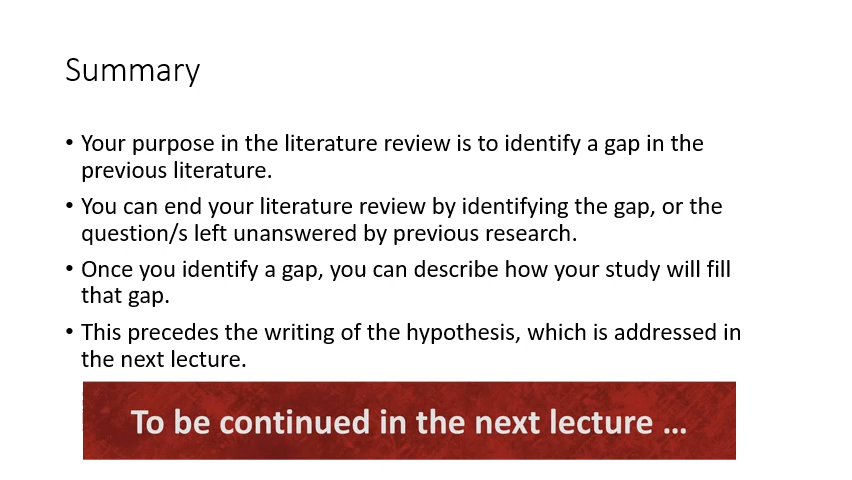 Summary
• Your purpose in the literature review is to identify a gap in the
previous literature.
• You can end your literature review by identifying the gap, or the
question/s left unanswered by previous research.
• Once you identify a gap, you can describe how your study will fill
that gap.
• This precedes the writing of the hypothesis, which is addressed in
the next lecture.
To be continued in the next lecture …